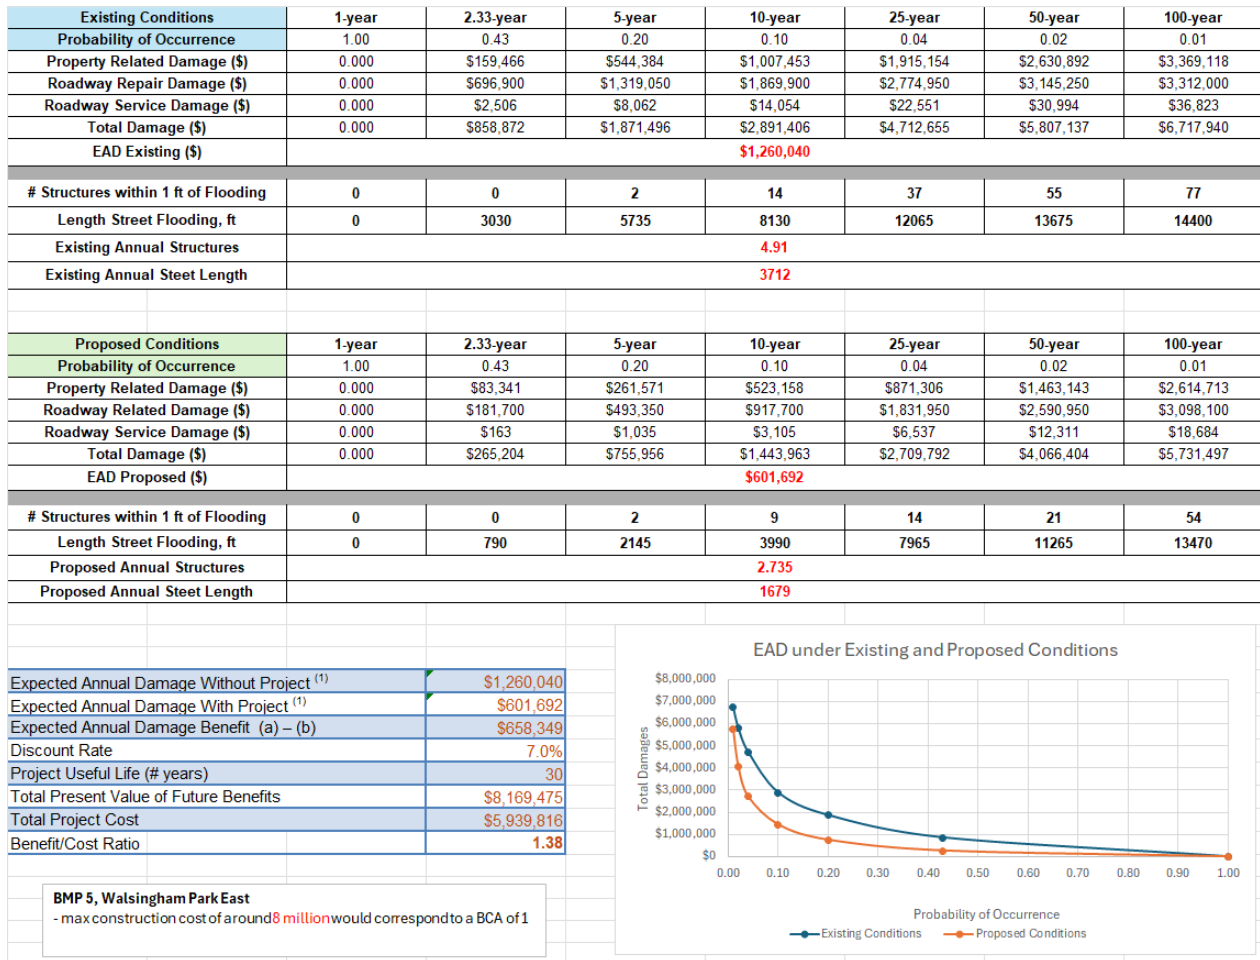 Existing Conditions 1-year 2.33-year 5-year 10-year 25-year 50-year 100-year
Probability of Occurrence 1.00 0.43 0.20 0.10 0.04 0.02 0.01
Property Related Damage ($) 0.000 $159,466 $544,384 $1,007,453 $1,915,154 $2,630,892 $3,369,118
Roadway Repair Damage ($) 0.000 $696,900 $1,319,050 $1,869,900 $2,774,950 $3,145,250 $3,312,000
Roadway Service Damage ($) 0.000 $2,506 $8,062 $14,054 $22,551 $30,994 $36,823
Total Damage ($) 0.000 $858,872 $1,871,496 $2,891,406 $4,712,655 $5,807,137 $6,717,940
EAD Existing ($) $1,260,040
# Structures within 1 ft of Flooding 0 0 2 14 37 55 77
Length Street Flooding, ft 0 3030 5735 8130 12065 13675 14400
Existing Annual Structures 4.91
Existing Annual Steet Length 3712
Proposed Conditions 1-year 2.33-year 5-year 10-year 25-year 50-year 100-year
Probability of Occurrence 1.00 0.43 0.20 0.10 0.04 0.02 0.01
Property Related Damage ($) 0.000 $83,341 $261,571 $523,158 $871,306 $1,463,143 $2,614,713
Roadway Related Damage ($) 0.000 $181,700 $493,350 $917,700 $1,831,950 $2,590,950 $3,098,100
Roadway Service Damage ($) 0.000 $163 $1,035 $3,105 $6,537 $12,311 $18,684
Total Damage ($) 0.000 $265,204 $755,956 $1,443,963 $2,709,792 $4,066,404 $5,731,497
EAD Proposed ($) $601,692
# Structures within 1 ft of Flooding 0 0 2 9 14 21 54
Length Street Flooding, ft 0 790 2145 3990 7965 11265 13470
Proposed Annual Structures 2.735
Proposed Annual Steet Length 1679
Expected Annual Damage Without Project (1) $1,260,040
Expected Annual Damage With Project (1) $601,692
Expected Annual Damage Benefit (a) – (b) $658,349
Discount Rate 7.0%
Project Useful Life (# years) 30
Total Present Value of Future Benefits $8,169,475
Total Project Cost $5,939,816
Benefit/Cost Ratio 1.38
BMP 5, Walsingham Park East
- max construction cost of around 8 million would correspond to a BCA of 1
EAD under Existing and Proposed Conditions
Total Damages
$8,000,000
$7,000,000
$6,000,000
$5,000,000
$4,000,000
$3,000,000
$2,000,000
$1,000,000
$0
0.00 0.10 0.20 0.30 0.40 0.50 0.60 0.70 0.80 0.90 1.00
Probability of Occurrence
Existing Conditions Proposed Conditions